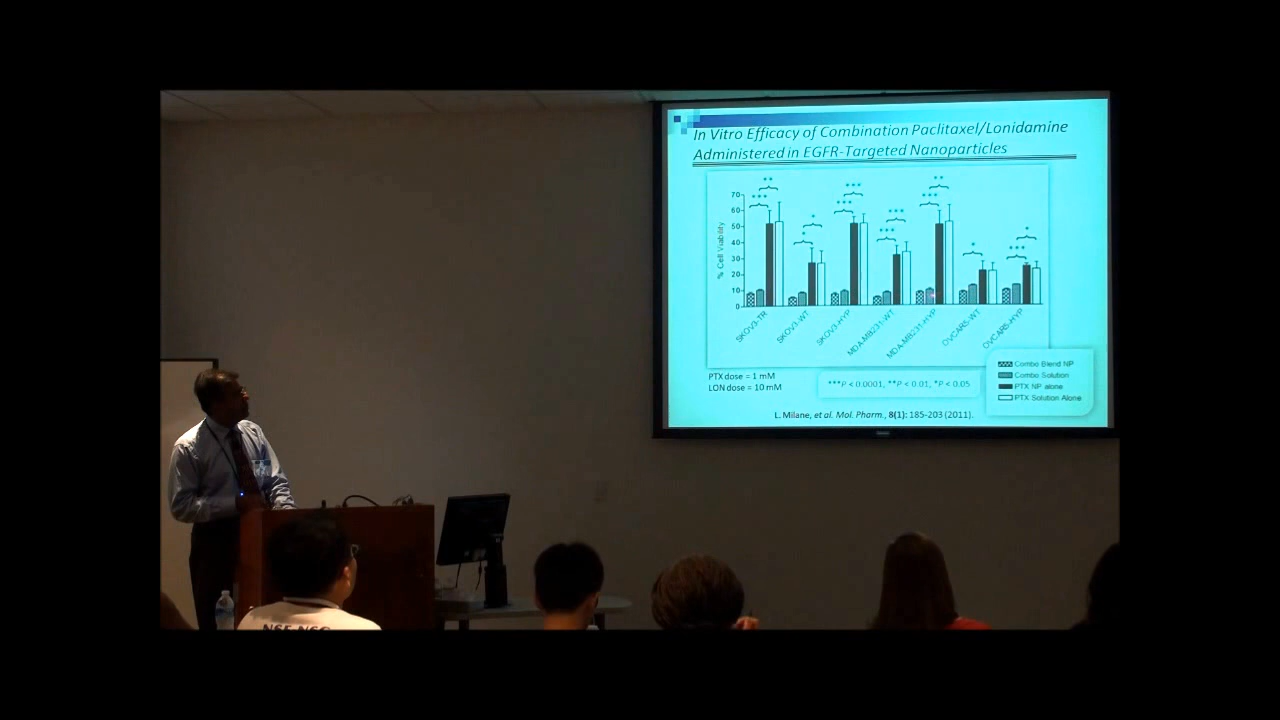 In Vitro Efficacy of Combination Paclitaxel/Lonidamine
Administered in EGFR-Targeted Nanoparticles
** ** 
*** *** *** ***
*** * * *** *** * *** *
70
60
50
40
30
20
10
0
% Cell Viability
SKOV3-TR
SKOV3-WT
SKOV3-HYP
MDA-MB231-WT
MDA-MB231-HYP
OVCAR5-WT
OVCAR5-HYP
Combo Blend NP
Combo Solution
PTX NP alone
PTX Solution Alone
PTX dose = 1 mM
LON dose = 10 mM
***P < 0.0001, **P < 0.01, *P < 0.05
L. Milane, et al. Mol. Pharm., 8(1): 185-203 (2011).